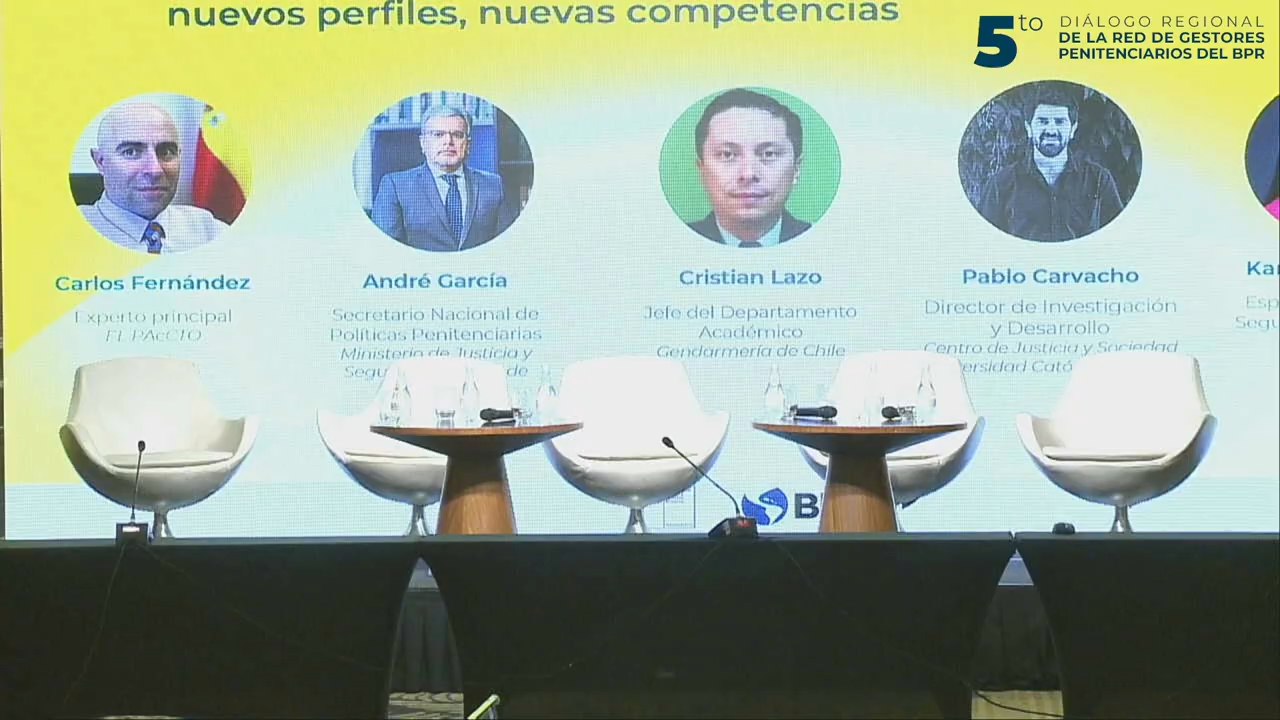 nuevos perfiles, nuevas competencias
5to
DIÁLOGO REGIONAL
DE LA RED DE GESTORES
PENITENCIARIOS DEL BPR
Carlos Fernández
Experto principal
EL PAcCTO
André García
Secretario Nacional de
Políticas Penitenciarias
Ministerio de Justicia y
de
Cristian Lazo
Jefe del Departamento
Académico
Gendarmería de Chile
Pablo Carvacho
Director de Investigación
y Desarrollo
Centro de Justicia y Sociedad